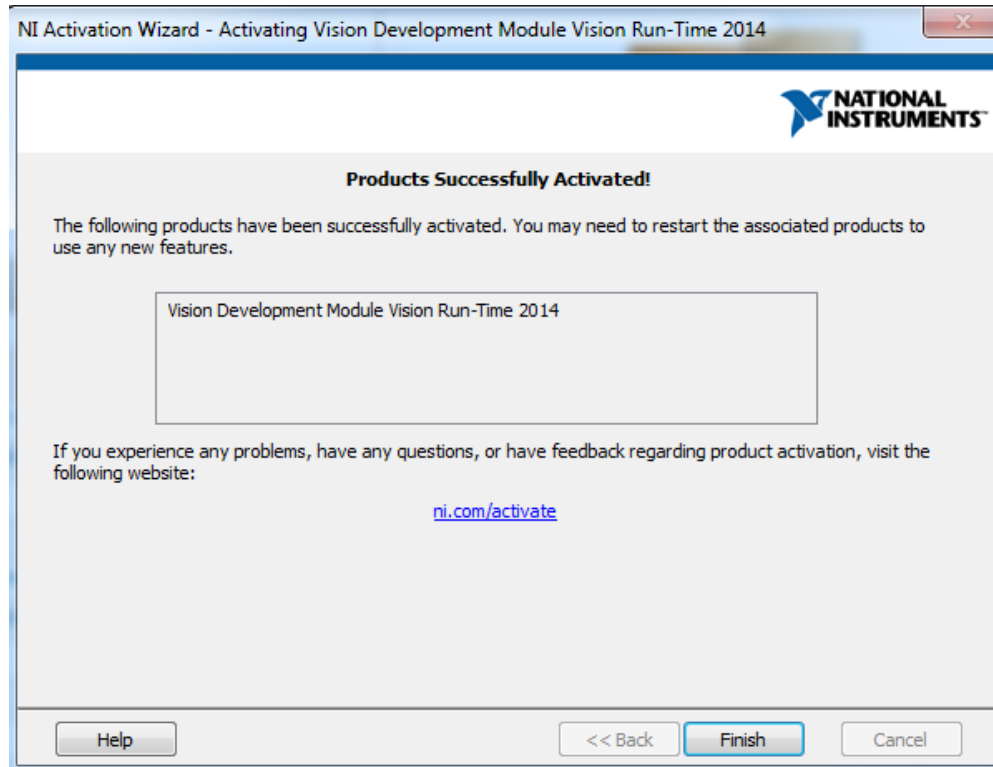 NI Activation Wizard - Activating Vision Development Module Vision Run-Time 2014
NATIONAL
INSTRUMENTS™
Products Successfully Activated!
The following products have been successfully activated. You may need to restart the associated products to
use any new features.
Vision Development Module Vision Run-Time 2014
If you experience any problems, have any questions, or have feedback regarding product activation, visit the
following website:
ni.com/activate
Help
<< Back
Finish
Cancel